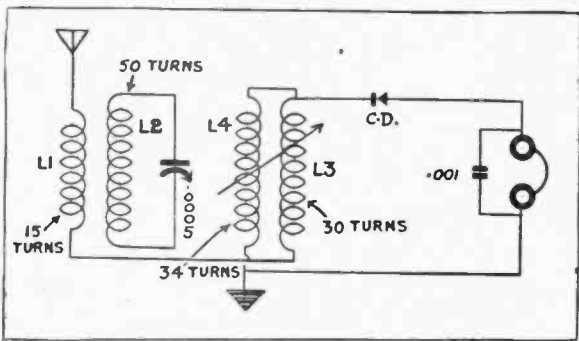 50 TURNS
L1
L2
L4
L3
C.D.
.001
.0005
15
TURNS
34 TURNS
30 TURNS